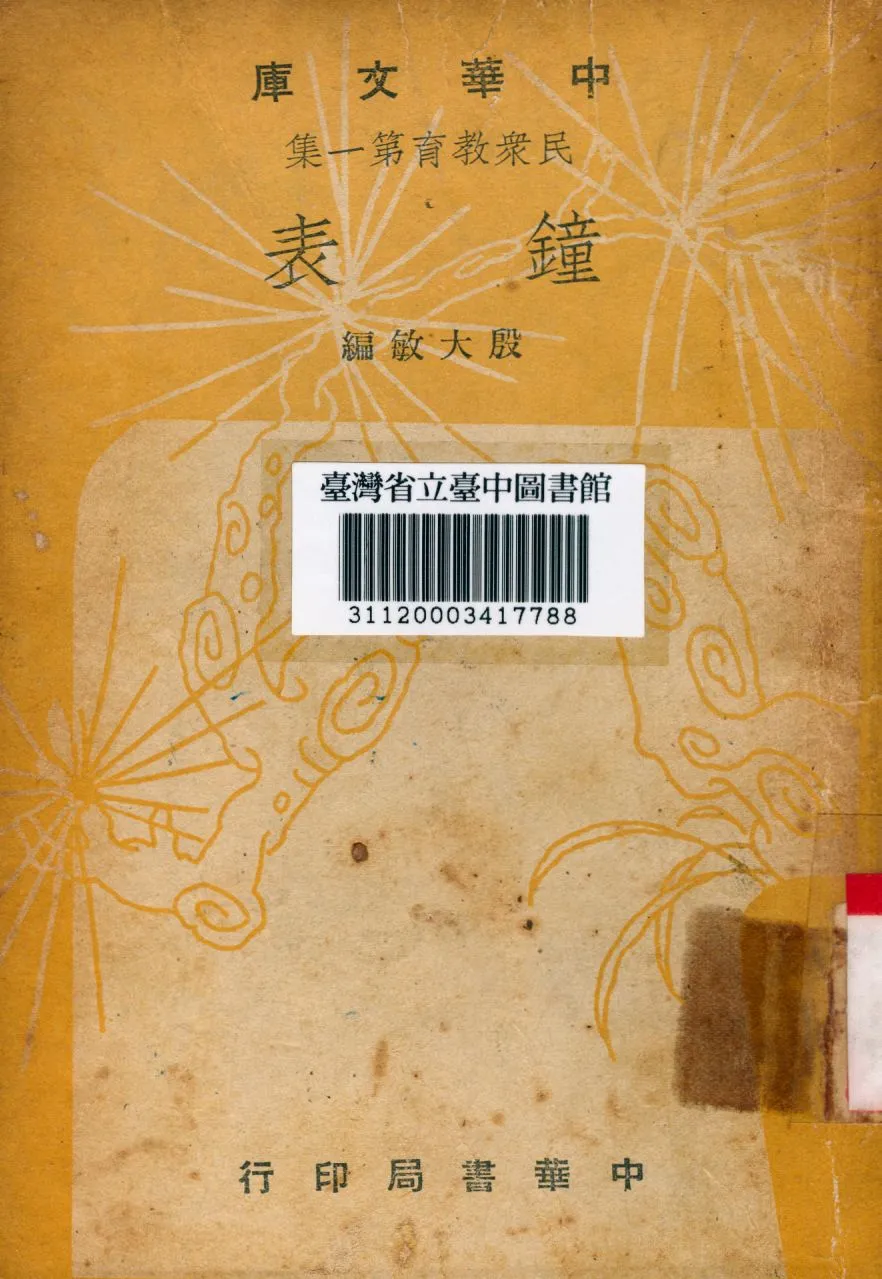 中華文庫
民眾教育第一集
鐘表
殷大敏編
臺灣省立臺中圖書館
31120003417788
中華書局印行